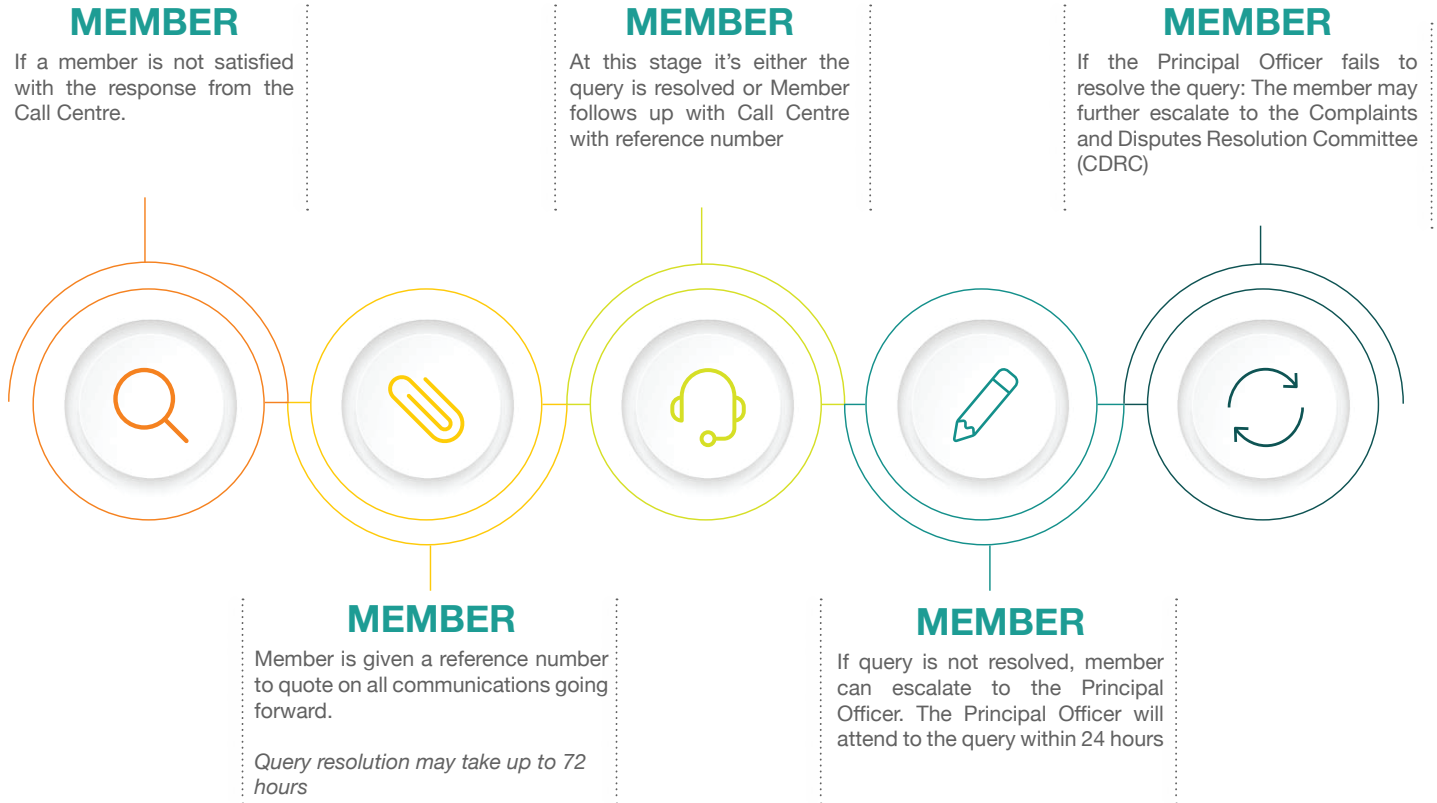 MEMBER
If a member is not satisfied
with the response from the
Call Centre.
MEMBER
Member is given a reference number
to quote on all communications going
forward.
Query resolution may take up to 72
hours
MEMBER
At this stage it’s either the
query is resolved or Member
follows up with Call Centre
with reference number
MEMBER
If query is not resolved, member
can escalate to the Principal
Officer. The Principal Officer will
attend to the query within 24 hours
MEMBER
If the Principal Officer fails to
resolve the query: The member may
further escalate to the Complaints
and Disputes Resolution Committee
(CDRC)